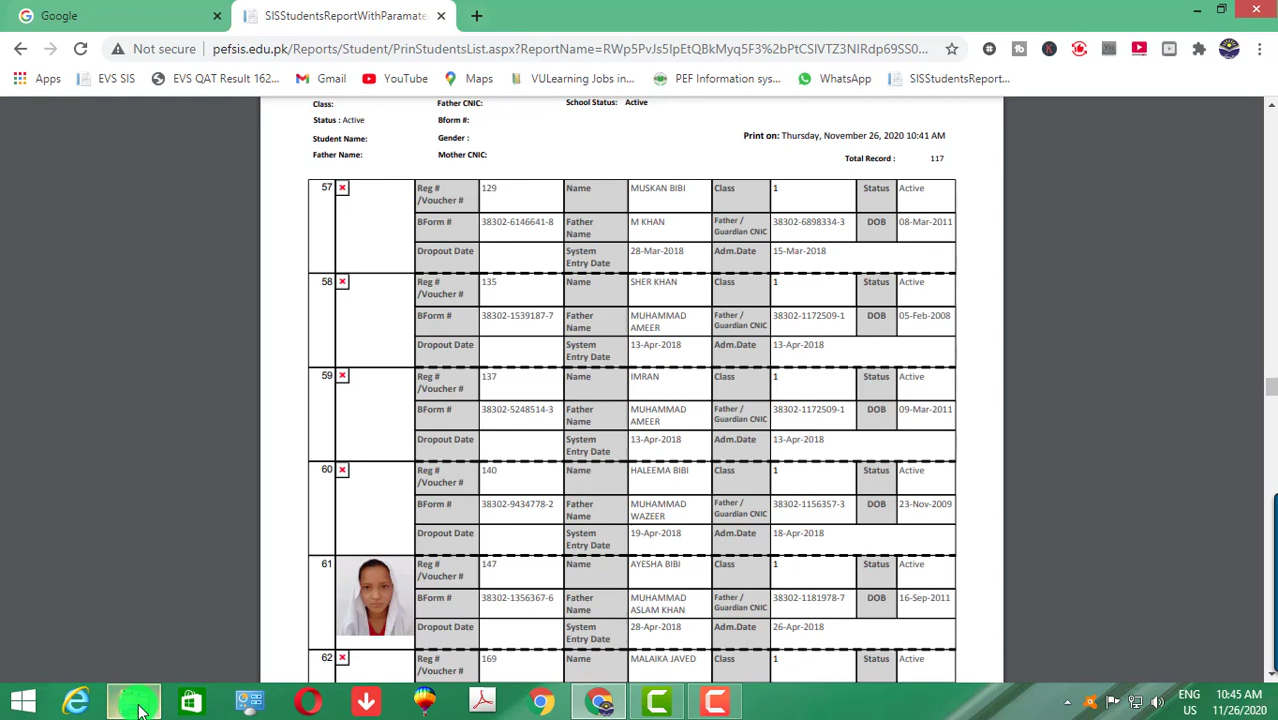 Google
SISStudentsReportWithParamate
Not secure
pefsis.edu.pk/Reports/Student/PrinStudentsList.aspx?ReportName=RWp5PvJs5IpEtQBkMyq5F3%2bPtCSIVTZ3NIRdp69SS0...
Apps
EVS SIS
EVS QAT Result 162...
Gmail
YouTube
Maps
VULearning Jobs in...
PEF Information sys...
WhatsApp
SISStudentsReport...
Class:
Father CNIC:
School Status: Active
Status : Active
Bform #:
Student Name:
Gender :
Print on: Thursday, November 26, 2020 10:41 AM
Father Name:
Mother CNIC:
Total Record : 117
57 Reg # /Voucher # 129 Name MUSKAN BIBI Class 1 Status Active
BForm # 38302-6146641-8 Father Name M KHAN Father / Guardian CNIC 38302-6898334-3 DOB 08-Mar-2011
Dropout Date System Entry Date 28-Mar-2018 Adm.Date 15-Mar-2018
58 Reg # /Voucher # 135 Name SHER KHAN Class 1 Status Active
BForm # 38302-1539187-7 Father Name MUHAMMAD AMEER Father / Guardian CNIC 38302-1172509-1 DOB 05-Feb-2008
Dropout Date System Entry Date 13-Apr-2018 Adm.Date 13-Apr-2018
59 Reg # /Voucher # 137 Name IMRAN Class 1 Status Active
BForm # 38302-5248514-3 Father Name MUHAMMAD AMEER Father / Guardian CNIC 38302-1172509-1 DOB 09-Mar-2011
Dropout Date System Entry Date 13-Apr-2018 Adm.Date 13-Apr-2018
60 Reg # /Voucher # 140 Name HALEEMA BIBI Class 1 Status Active
BForm # 38302-9434778-2 Father Name MUHAMMAD WAZEER Father / Guardian CNIC 38302-1156357-3 DOB 23-Nov-2009
Dropout Date System Entry Date 19-Apr-2018 Adm.Date 18-Apr-2018
61 Reg # /Voucher # 147 Name AYESHA BIBI Class 1 Status Active
BForm # 38302-1356367-6 Father Name MUHAMMAD ASLAM KHAN Father / Guardian CNIC 38302-1181978-7 DOB 16-Sep-2011
Dropout Date System Entry Date 28-Apr-2018 Adm.Date 26-Apr-2018
62 Reg # /Voucher # 169 Name MALAIKA JAVED Class 1 Status Active
ENG 10:45 AM
US 11/26/2020